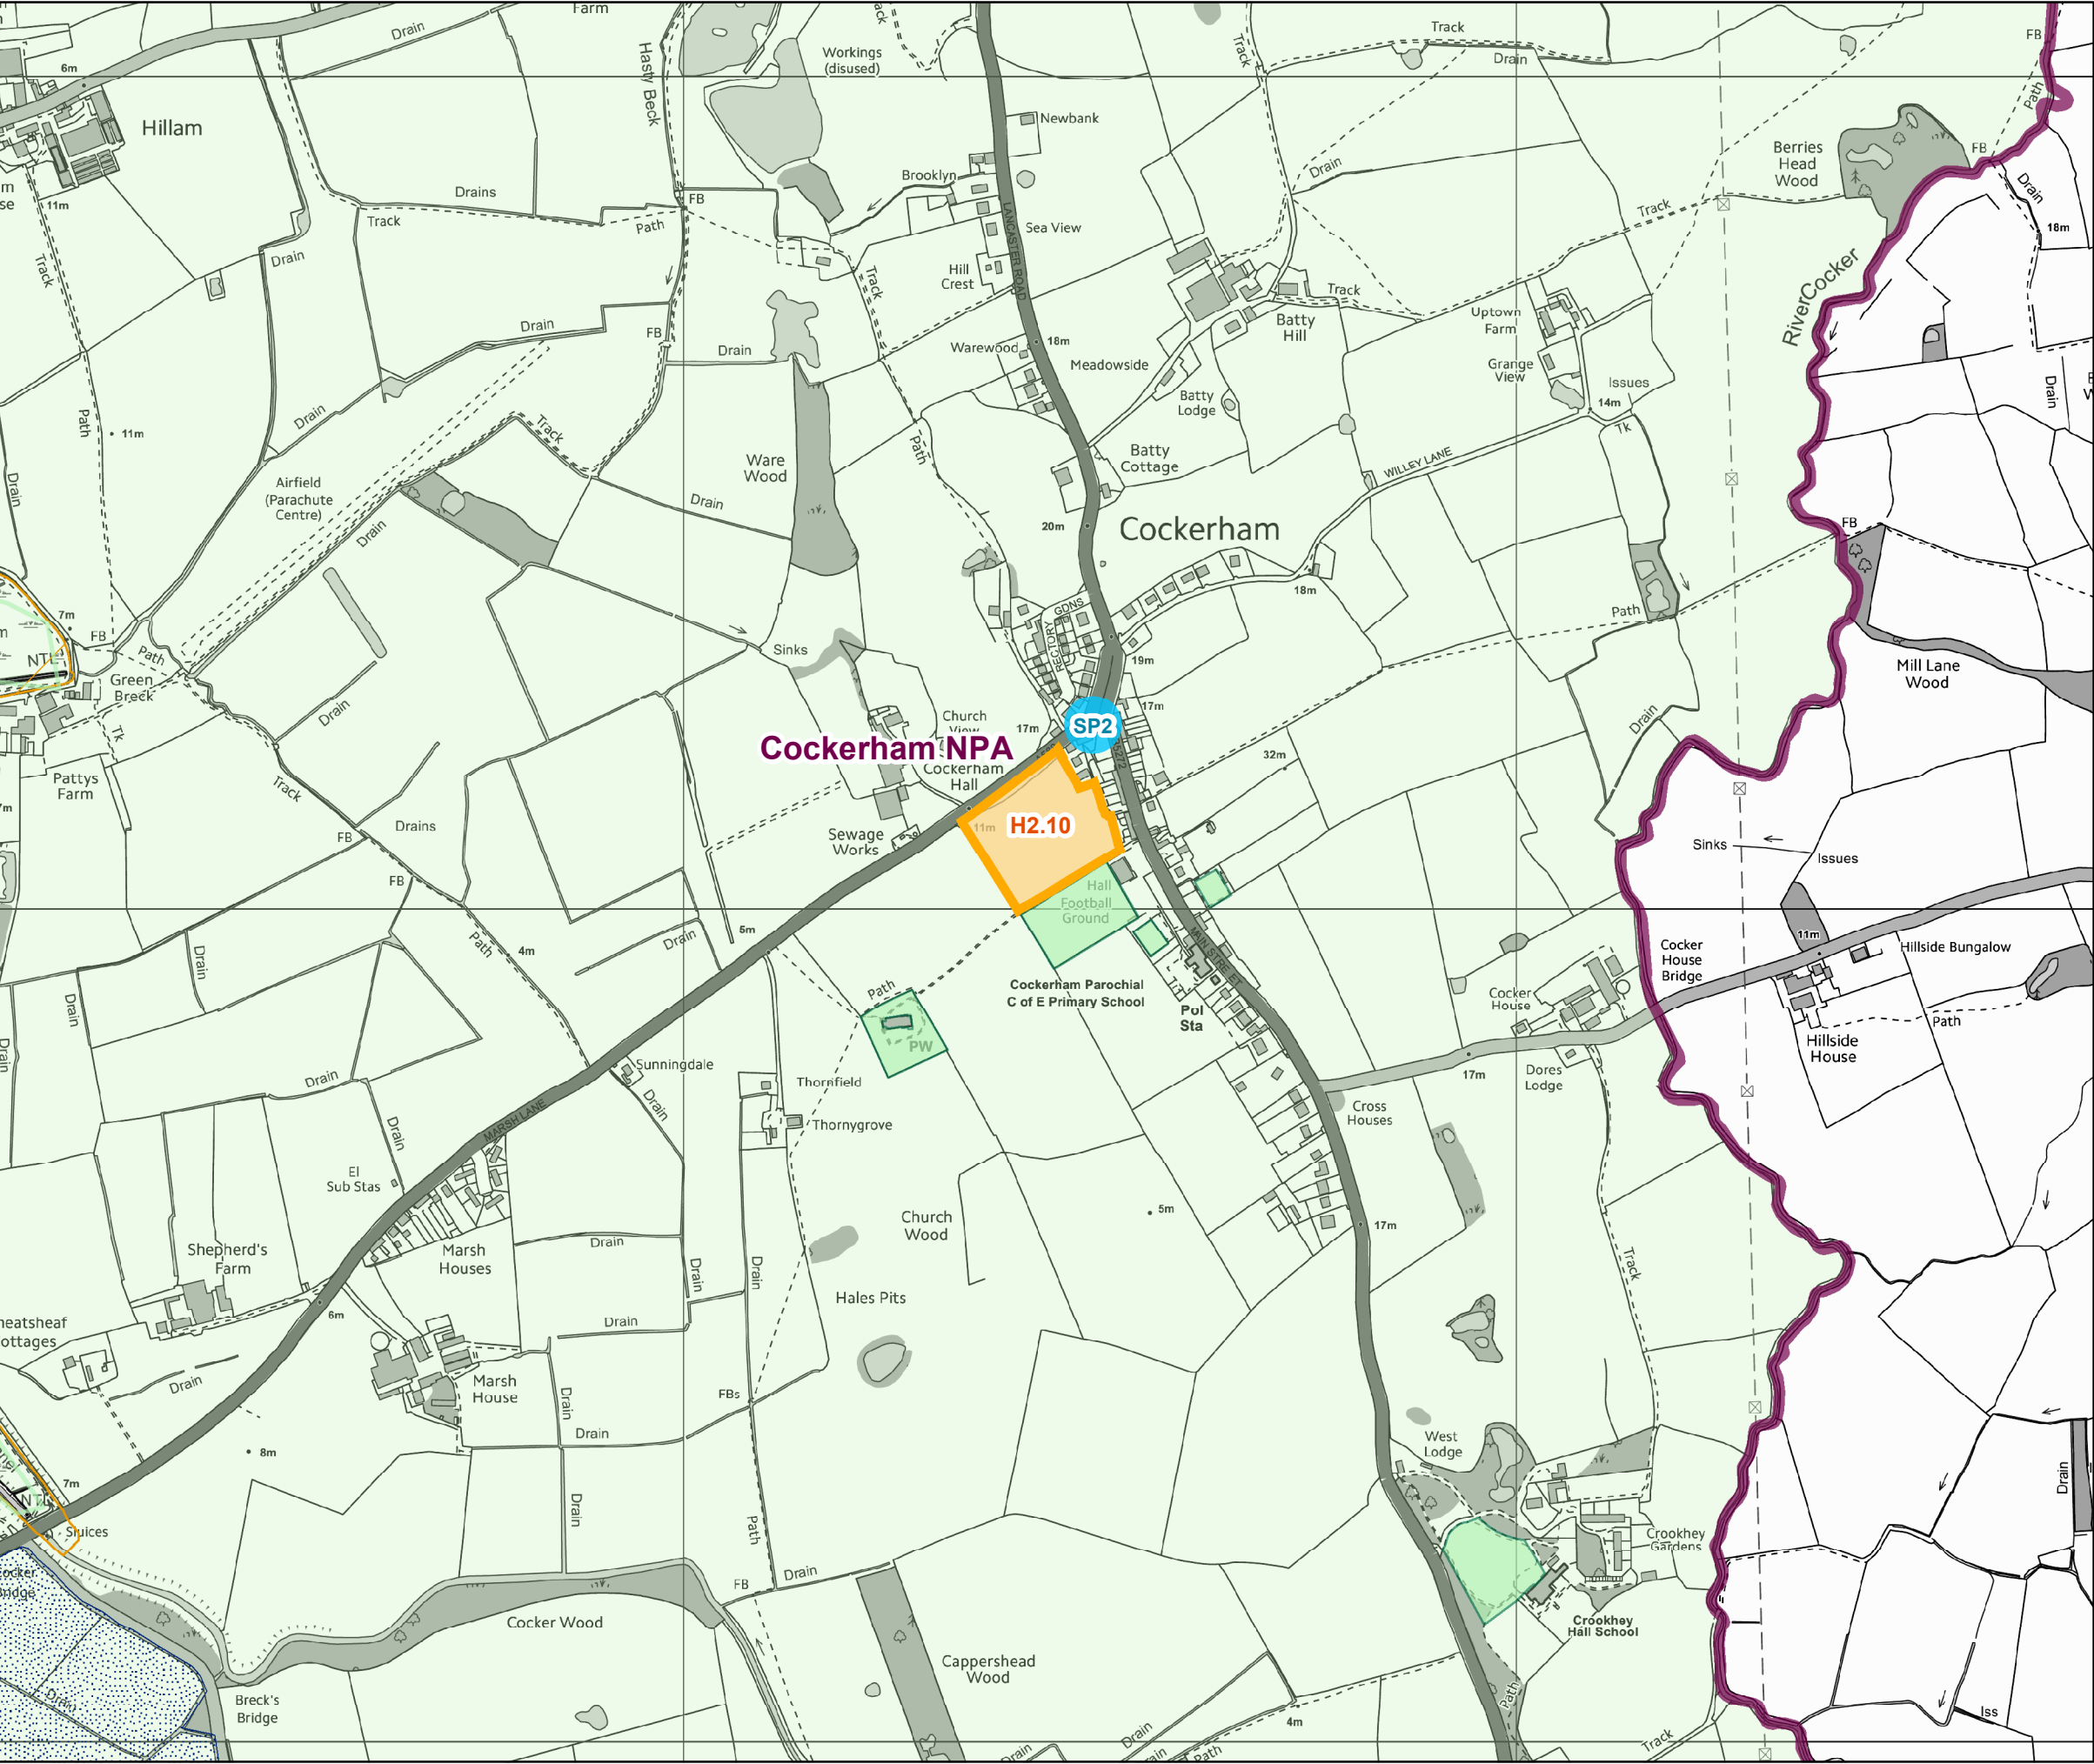 Farm
Drain
Track
FB
Workings
(disused)
Hasty Beck
Track
Drain
6m
Path
Newbank
Hillam
Berries
Head
Wood
FB
Drain
Drain
Brooklyn
11m
Drains
Track
FB
Path
Track
18m
LANCASTER ROAD
Sea View
Track
Drain
Hill
Crest
Track
River Cocker
Track
Batty
Hill
Uptown
Farm
Drain
FB
Drain
Warewood
18m
Meadowside
Grange
View
Issues
14m
Drain
Batty
Lodge
Path
11m
Drain
Track
Path
Tk
Ware
Wood
Batty
Cottage
WILLEY LANE
Airfield
(Parachute
Centre)
Drain
Drain
Drain
20m
Cockerham
FB
18m
RECTORY
GDNS
Path
7m
FB
Path
Sinks
19m
Mill Lane
Wood
Green
Breck
Drain
17m
Church
View
17m
SP2
Drain
Tk
Cockerham NPA
Cockerham
Hall
32m
Pattys
Farm
Track
H2.10
11m
Drains
FB
Sewage
Works
Sinks
Issues
FB
Hall
Football
Ground
Path
4m
Drain
5m
MAIN STREET
11m
Cocker
House
Bridge
Hillside Bungalow
Drain
Drain
Path
Cockerham Parochial
C of E Primary School
Cocker
House
Pol
Sta
Path
PW
Hillside
House
Drain
Sunningdale
Thornfield
17m
Dores
Lodge
Drain
Drain
MARSH LANE
Thornygrove
Cross
Houses
Drain
El
Sub Stas
5m
Church
Wood
17m
Shepherd's
Farm
Marsh
Houses
Drain
Drain
Drain
Track
Hales Pits
6m
Drain
Drain
Marsh
House
FBs
Drain
Drain
West
Lodge
8m
7m
Drain
Drain
Path
Sluices
Crookhey
Gardens
FB
Drain
Cocker Wood
Crookhey
Hall School
Cappershead
Wood
Drain
Breck's
Bridge
Path
4m
Iss
Drain
Drain
Path
Track